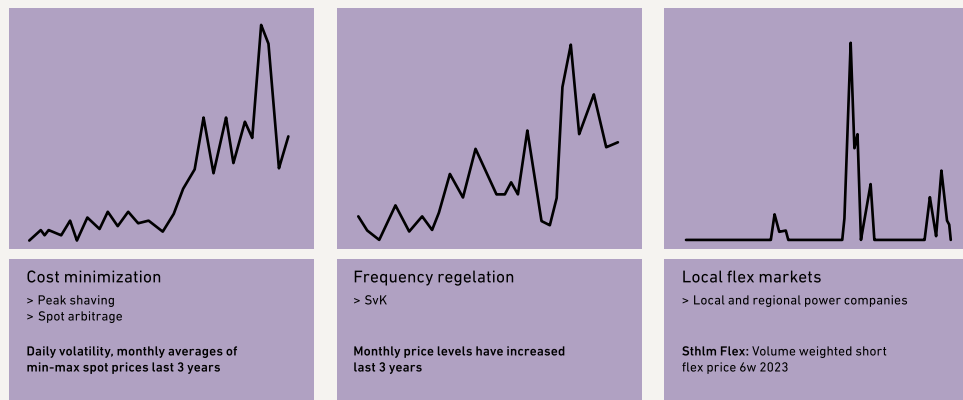 Cost minimization
> Peak shaving
> Spot arbitrage
Daily volatility, monthly averages of
min-max spot prices last 3 years
Frequency regelation
> SvK
Monthly price levels have increased
last 3 years
Local flex markets
> Local and regional power companies
Sthlm Flex: Volume weighted short
flex price 6w 2023